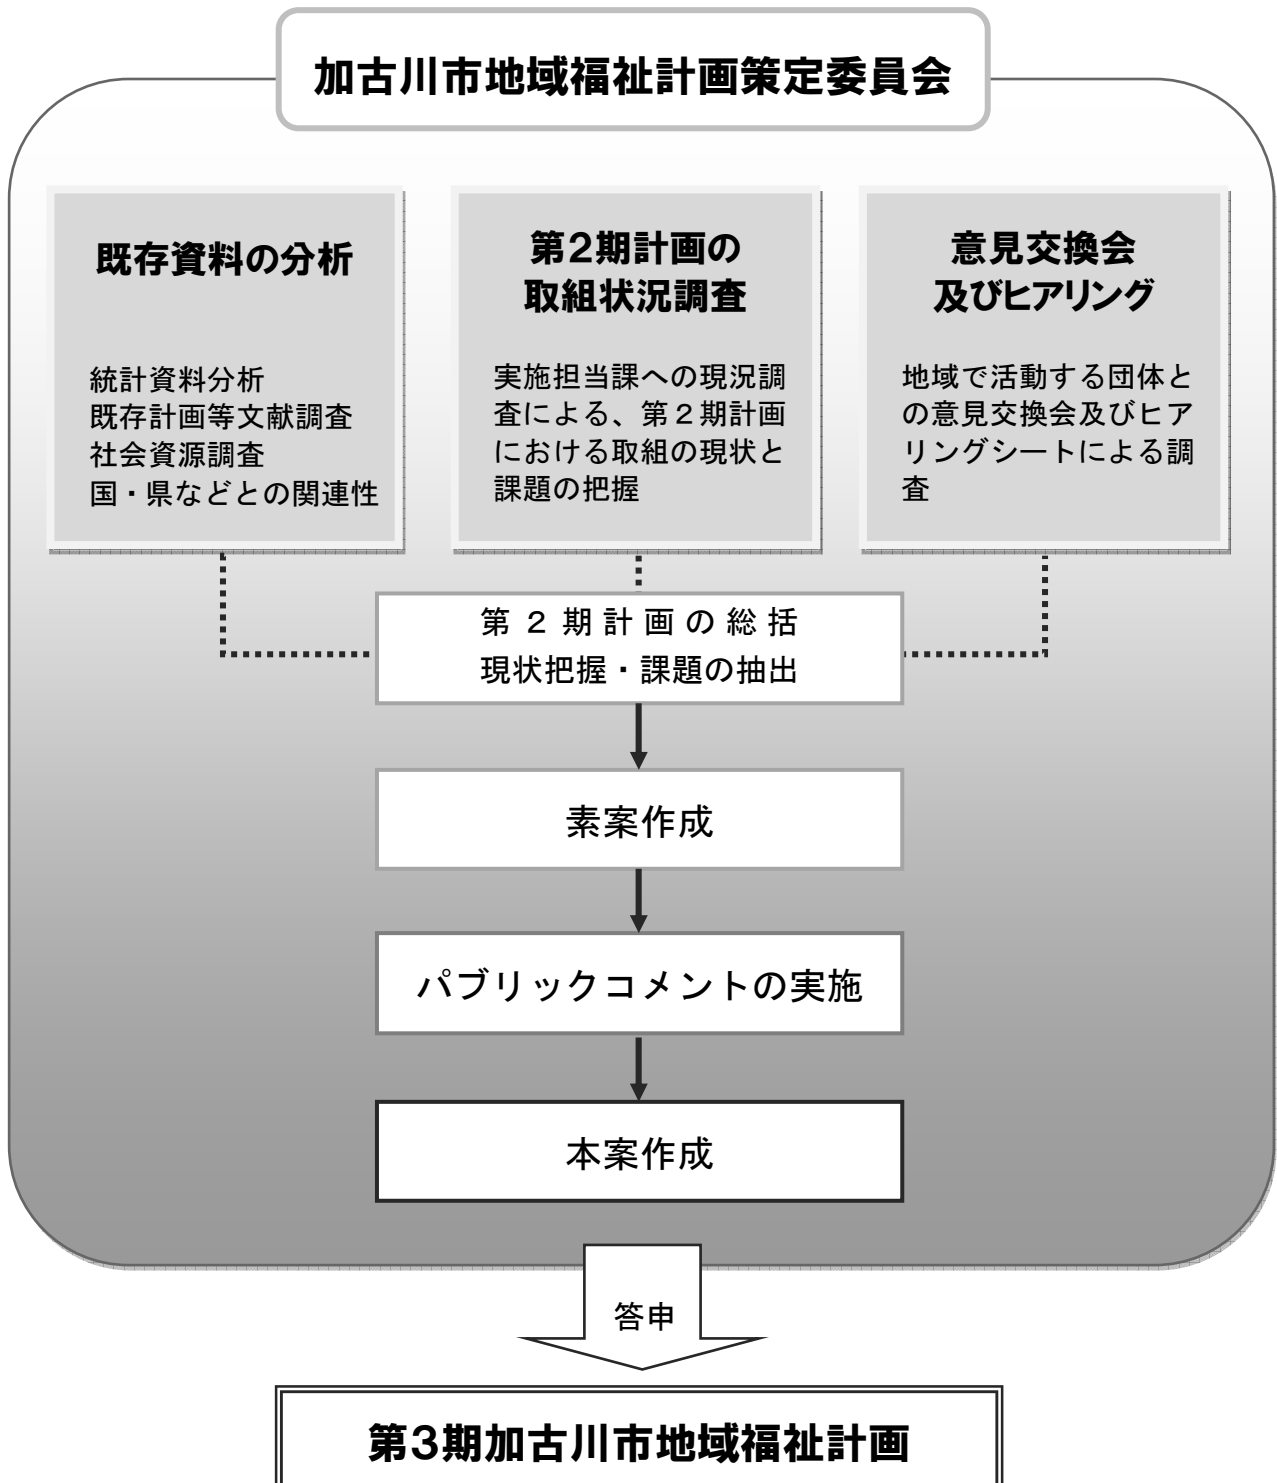 加古川市地域福祉計画策定委員会
既存資料の分析
統計資料分析
既存計画等文献調査
社会資源調査
国・県などとの関連性
第2期計画の
取組状況調査
実施担当課への現況調
査による、第２期計画
における取組の現状と
課題の把握
意見交換会
及びヒアリング
地域で活動する団体と
の意見交換会及びヒア
リングシートによる調
査
第２期計画の総括
現状把握・課題の抽出
素案作成
パブリックコメントの実施
本案作成
答申
第3期加古川市地域福祉計画